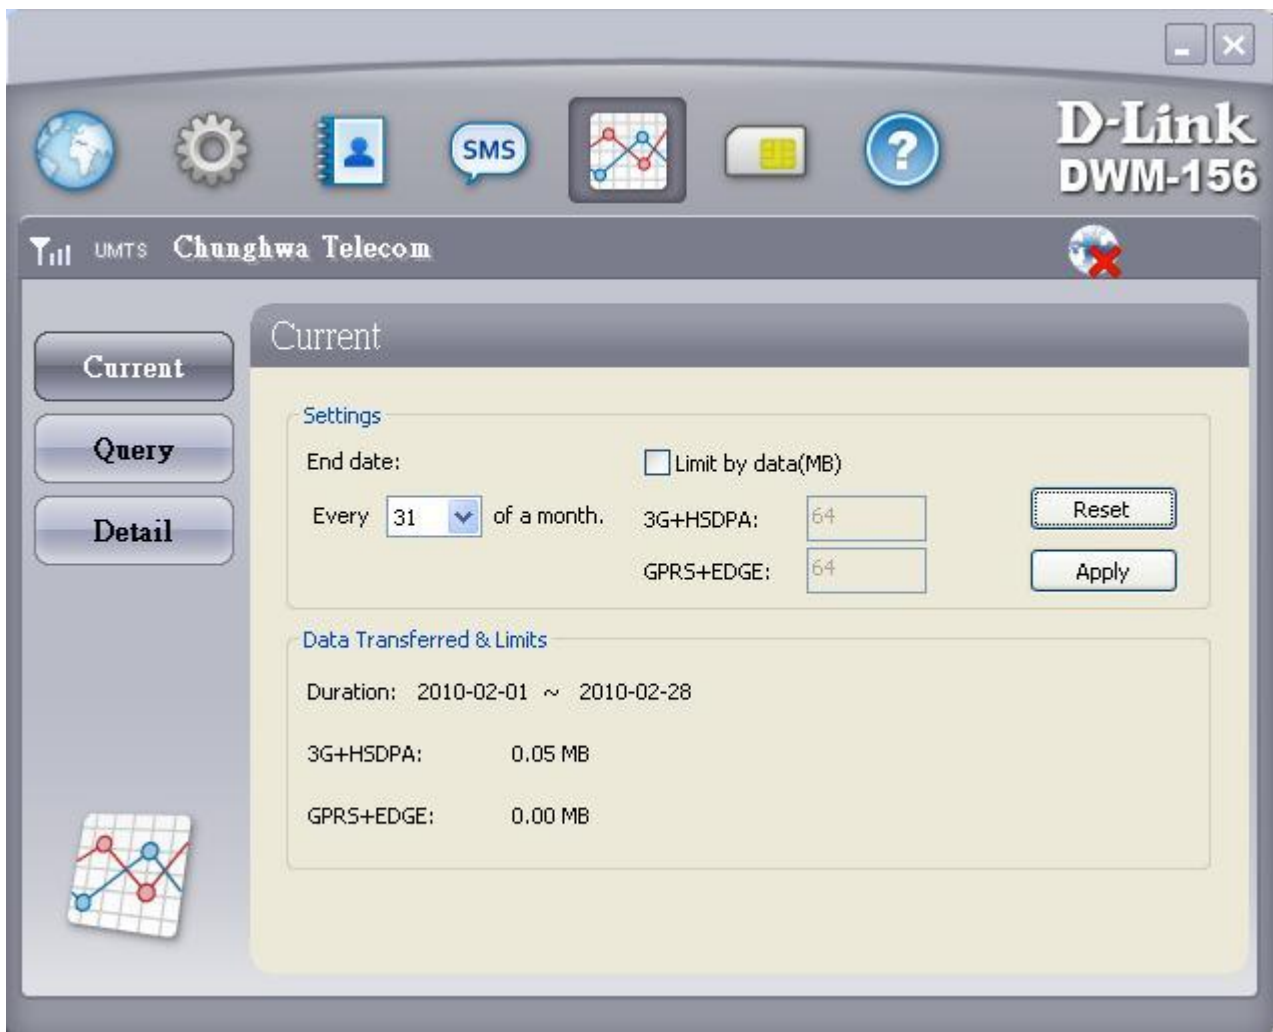 D-Link
DWM-156
SMS
?
UMTS Chunghwa Telecom
Current
Query
Detail
Current
Settings
End date:
Limit by data(MB)
Every 31 of a month.
3G+HSDPA: 64
GPRS+EDGE: 64
Reset
Apply
Data Transferred & Limits
Duration: 2010-02-01 ~ 2010-02-28
3G+HSDPA: 0.05 MB
GPRS+EDGE: 0.00 MB